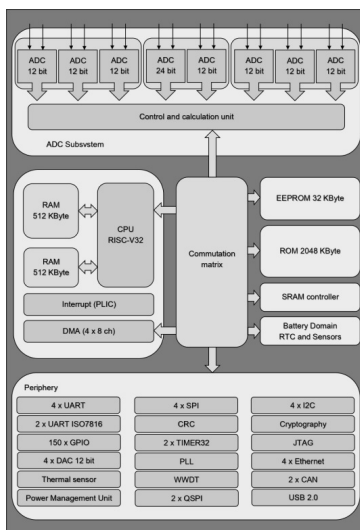 ADC
12 bit
ADC
12 bit
ADC
12 bit
ADC
24 bit
ADC
12 bit
ADC
12 bit
ADC
12 bit
ADC
12 bit
Control and calculation unit
ADC Subsystem
RAM
512 KByte
CPU
RISC-V32
RAM
512 KByte
Interrupt (PLIC)
DMA (4 x 8 ch)
Commutation
matrix
EEPROM 32 KByte
ROM 2048 KByte
SRAM controller
Battery Domain
RTC and Sensors
Periphery
4 x UART
4 x SPI
4 x I2C
2 x UART ISO7816
CRC
Cryptography
150 x GPIO
2 x TIMER32
JTAG
4 x DAC 12 bit
PLL
4 x Ethernet
Thermal sensor
WWDT
2 x CAN
Power Management Unit
2 x QSPI
USB 2.0